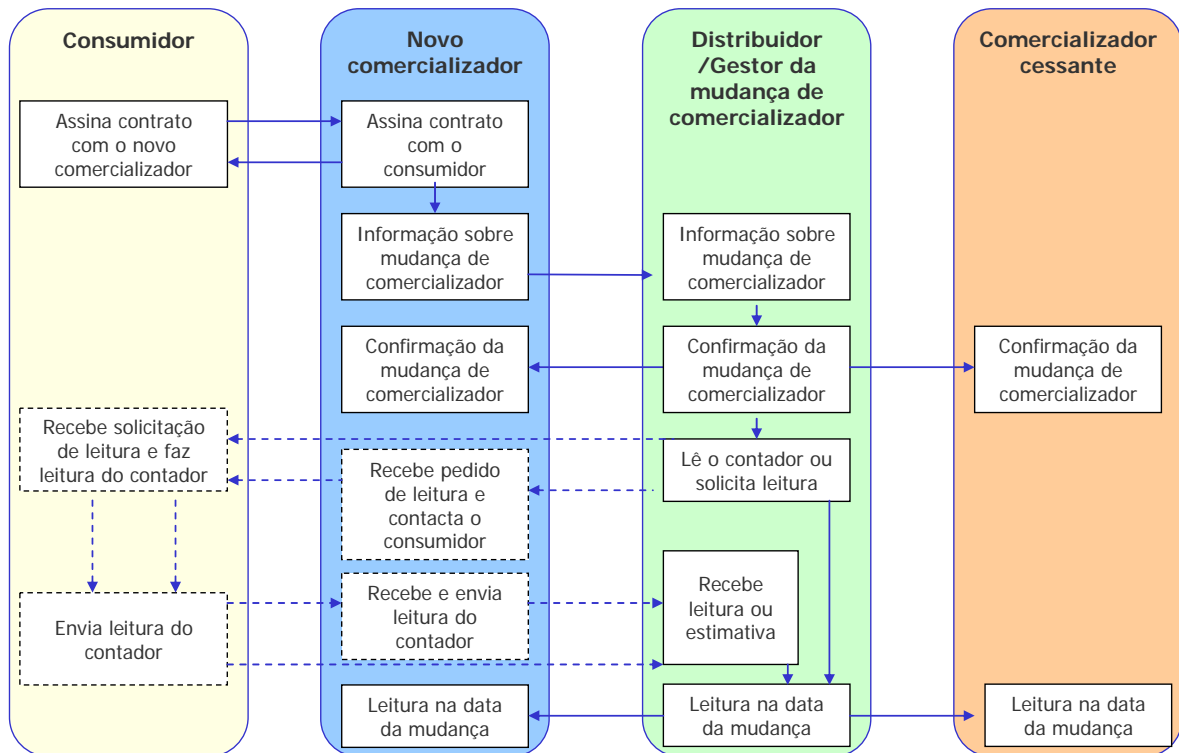 Consumidor
Novo
comercializador
Distribuidor
/Gestor da
mudança de
comercializador
Comercializador
cessante
Assina contrato
com o novo
comercializador
Assina contrato
com o
consumidor
Informação sobre
mudança de
comercializador
Informação sobre
mudança de
comercializador
Confirmação da
mudança de
comercializador
Confirmação da
mudança de
comercializador
Confirmação da
mudança de
comercializador
Recebe solicitação
de leitura e faz
leitura do contador
Recebe pedido
de leitura e
contacta o
consumidor
Lê o contador ou
solicita leitura
Envia leitura do
contador
Recebe e envia
leitura do
contador
Recebe
leitura ou
estimativa
Leitura na data
da mudança
Leitura na data
da mudança
Leitura na data
da mudança